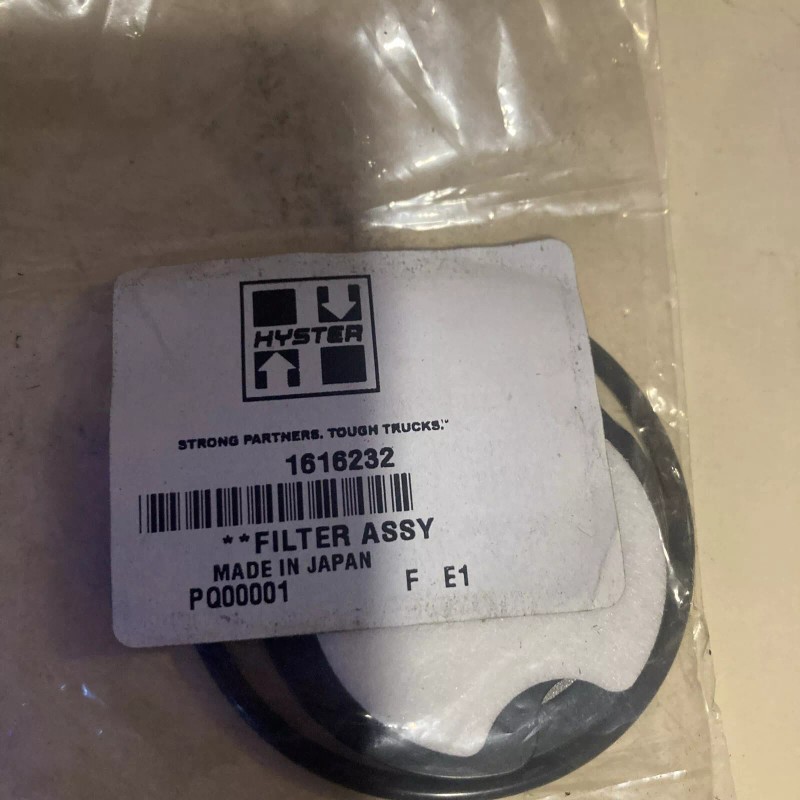 HYSTER
STRONG PARTNERS. TOUGH TRUCKS.™
1616232
**FILTER ASSY
MADE IN JAPAN
PQ00001 F E1